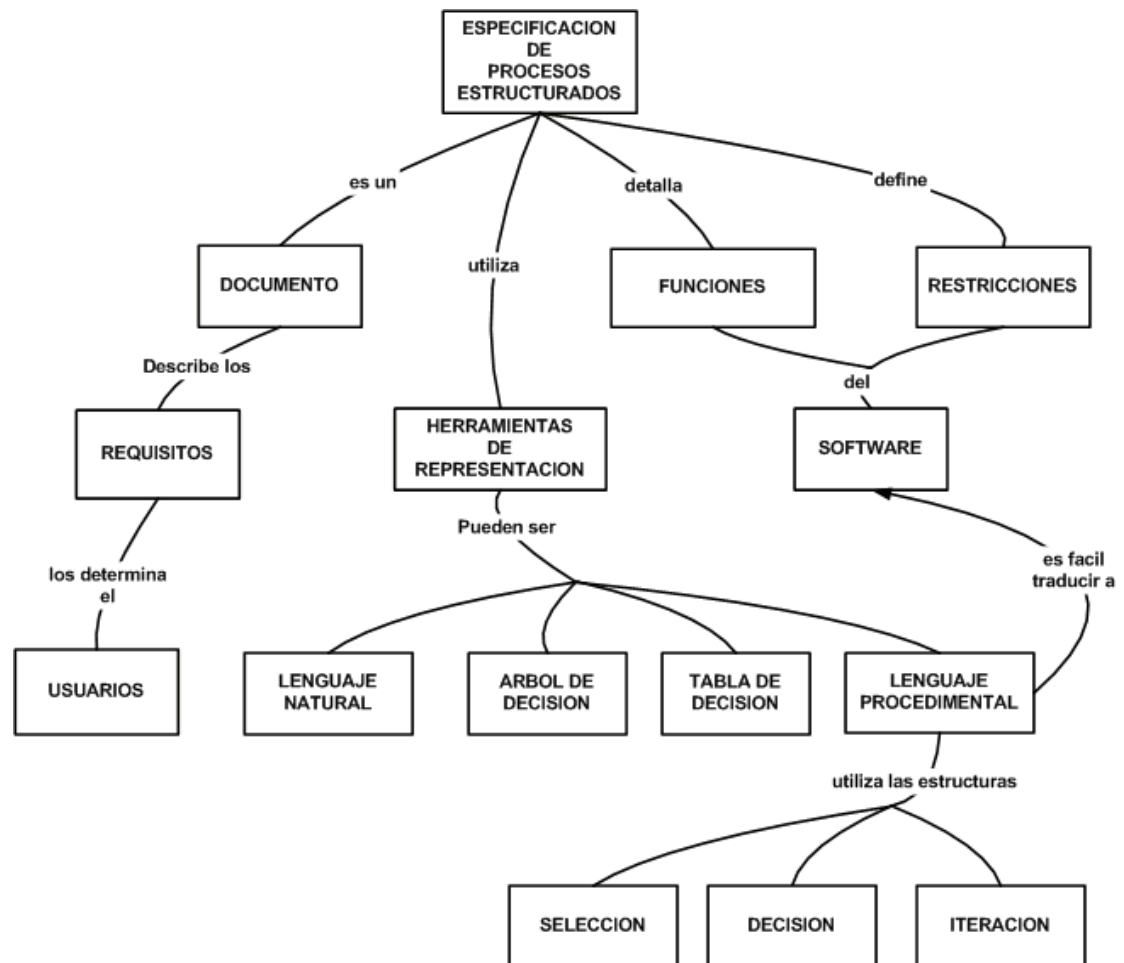 ESPECIFICACION
DE
PROCESOS
ESTRUCTURADOS
es un
detalla
define
utiliza
DOCUMENTO
FUNCIONES
RESTRICCIONES
Describe los
del
REQUISITOS
HERRAMIENTAS
DE
REPRESENTACION
SOFTWARE
Pueden ser
los determina
el
es facil
traducir a
USUARIOS
LENGUAJE
NATURAL
ARBOL DE
DECISION
TABLA DE
DECISION
LENGUAJE
PROCEDIMENTAL
utiliza las estructuras
SELECCION
DECISION
ITERACION